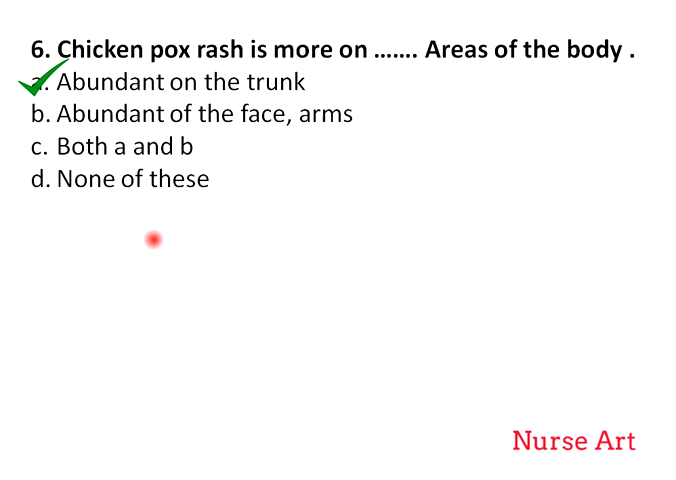 6. Chicken pox rash is more on ....... Areas of the body .
a. Abundant on the trunk
b. Abundant of the face, arms
c. Both a and b
d. None of these
Nurse Art